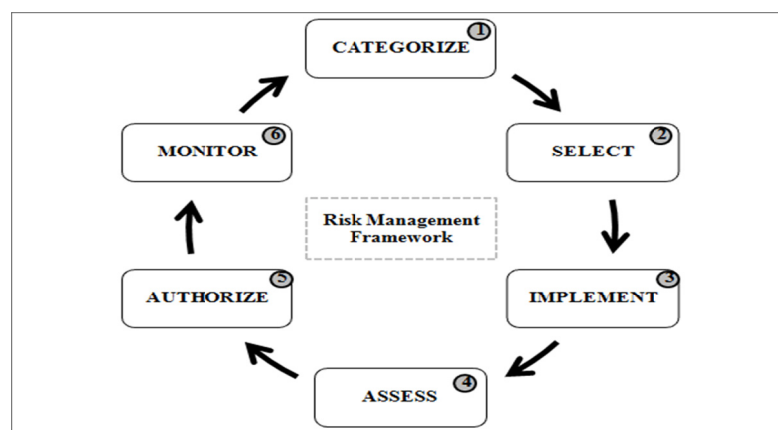 1
CATEGORIZE
2
SELECT
3
IMPLEMENT
4
ASSESS
5
AUTHORIZE
6
MONITOR
Risk Management
Framework